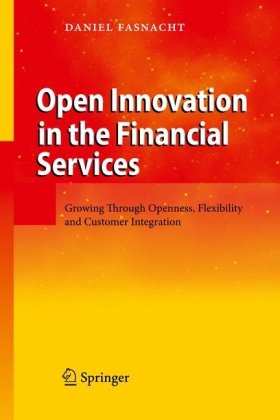 DANIEL FASNACHT
Open Innovation
in the Financial
Services
Growing Through Openness, Flexibility
and Customer Integration
Springer